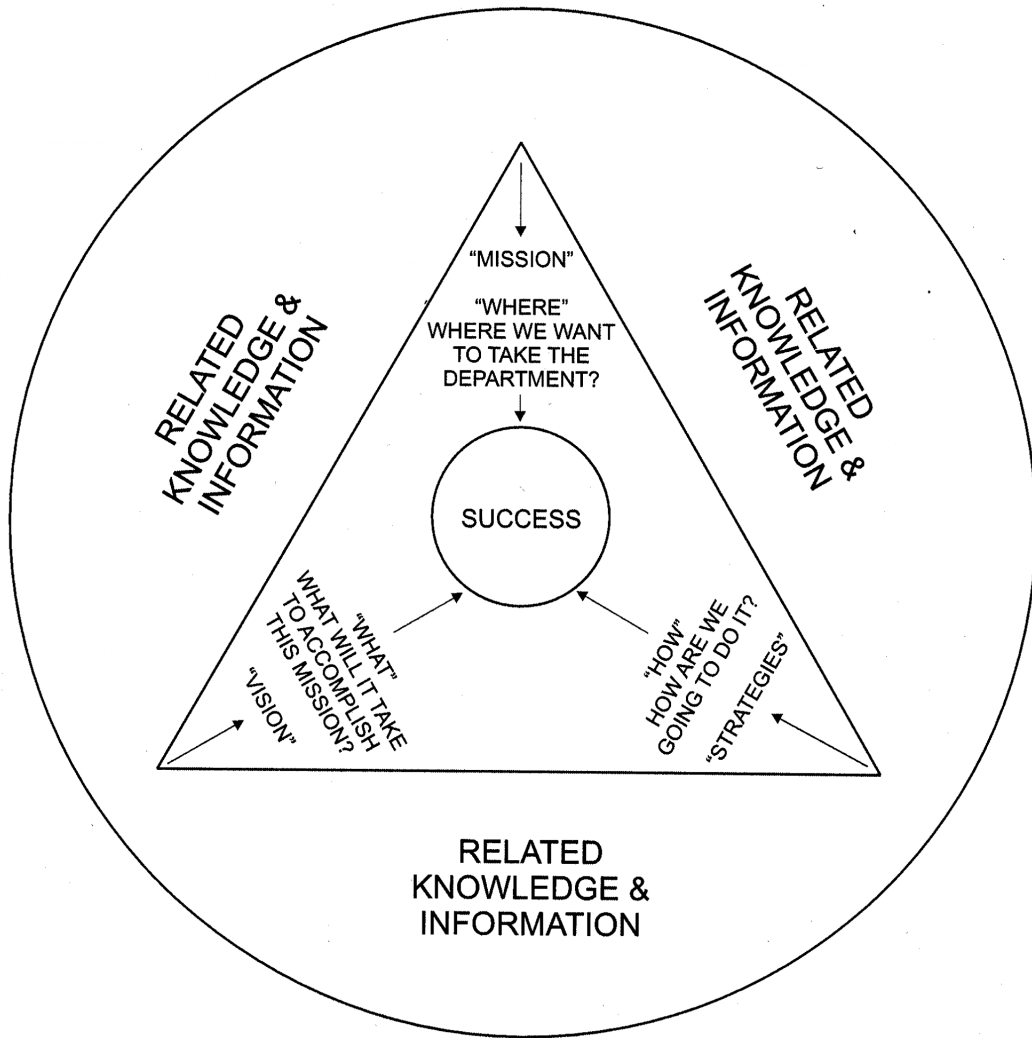 “MISSION”
“WHERE”
WHERE WE WANT
TO TAKE THE
DEPARTMENT?
RELATED
KNOWLEDGE &
INFORMATION
RELATED
KNOWLEDGE &
INFORMATION
SUCCESS
“WHAT”
WHAT WILL IT TAKE
TO ACCOMPLISH
THIS MISSION?
“VISION”
“HOW”
HOW ARE WE
GOING TO DO IT?
“STRATEGIES”
RELATED
KNOWLEDGE &
INFORMATION